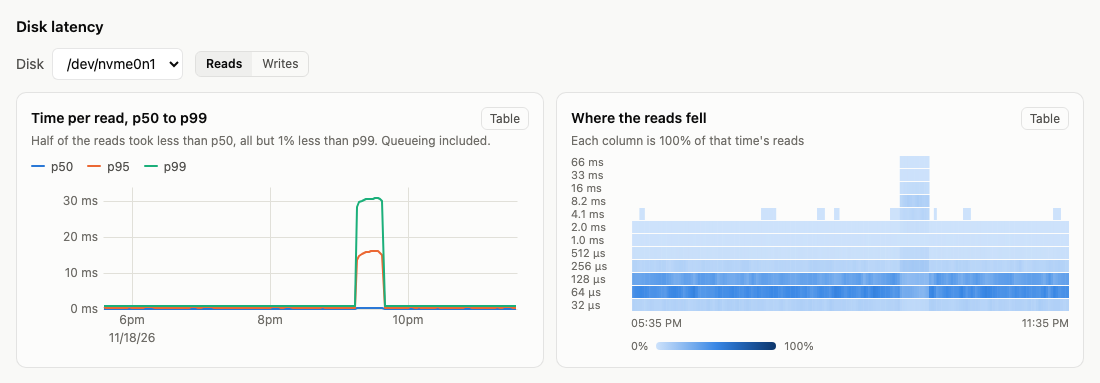 Disk latency
Disk /dev/nvme0n1 Reads Writes
Time per read, p50 to p99 Table
Half of the reads took less than p50, all but 1% less than p99. Queueing included.
p50 p95 p99
30 ms
20 ms
10 ms
0 ms
6pm 8pm 10pm
11/18/26
Where the reads fell Table
Each column is 100% of that time's reads
66 ms
33 ms
16 ms
8.2 ms
4.1 ms
2.0 ms
1.0 ms
512 µs
256 µs
128 µs
64 µs
32 µs
05:35 PM 11:35 PM
0% 100%